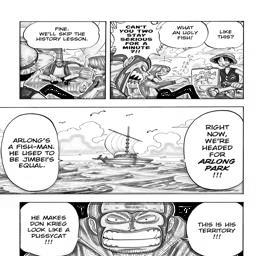 LIKE
THIS?
WHAT
AN UGLY
FISH!
CAN'T
YOU TWO
STAY
SERIOUS
FOR A
MINUTE
?!!
FINE.
WE'LL SKIP THE
HISTORY LESSON.
RIGHT
NOW,
WE'RE
HEADED
FOR
ARLONG
PARK
!!!
ARLONG'S
A FISH-MAN.
HE USED TO
BE JIMBEI'S
EQUAL.
THIS IS HIS
TERRITORY
!!!
HE MAKES
DON KRIEG
LOOK LIKE A
PUSSYCAT
!!!